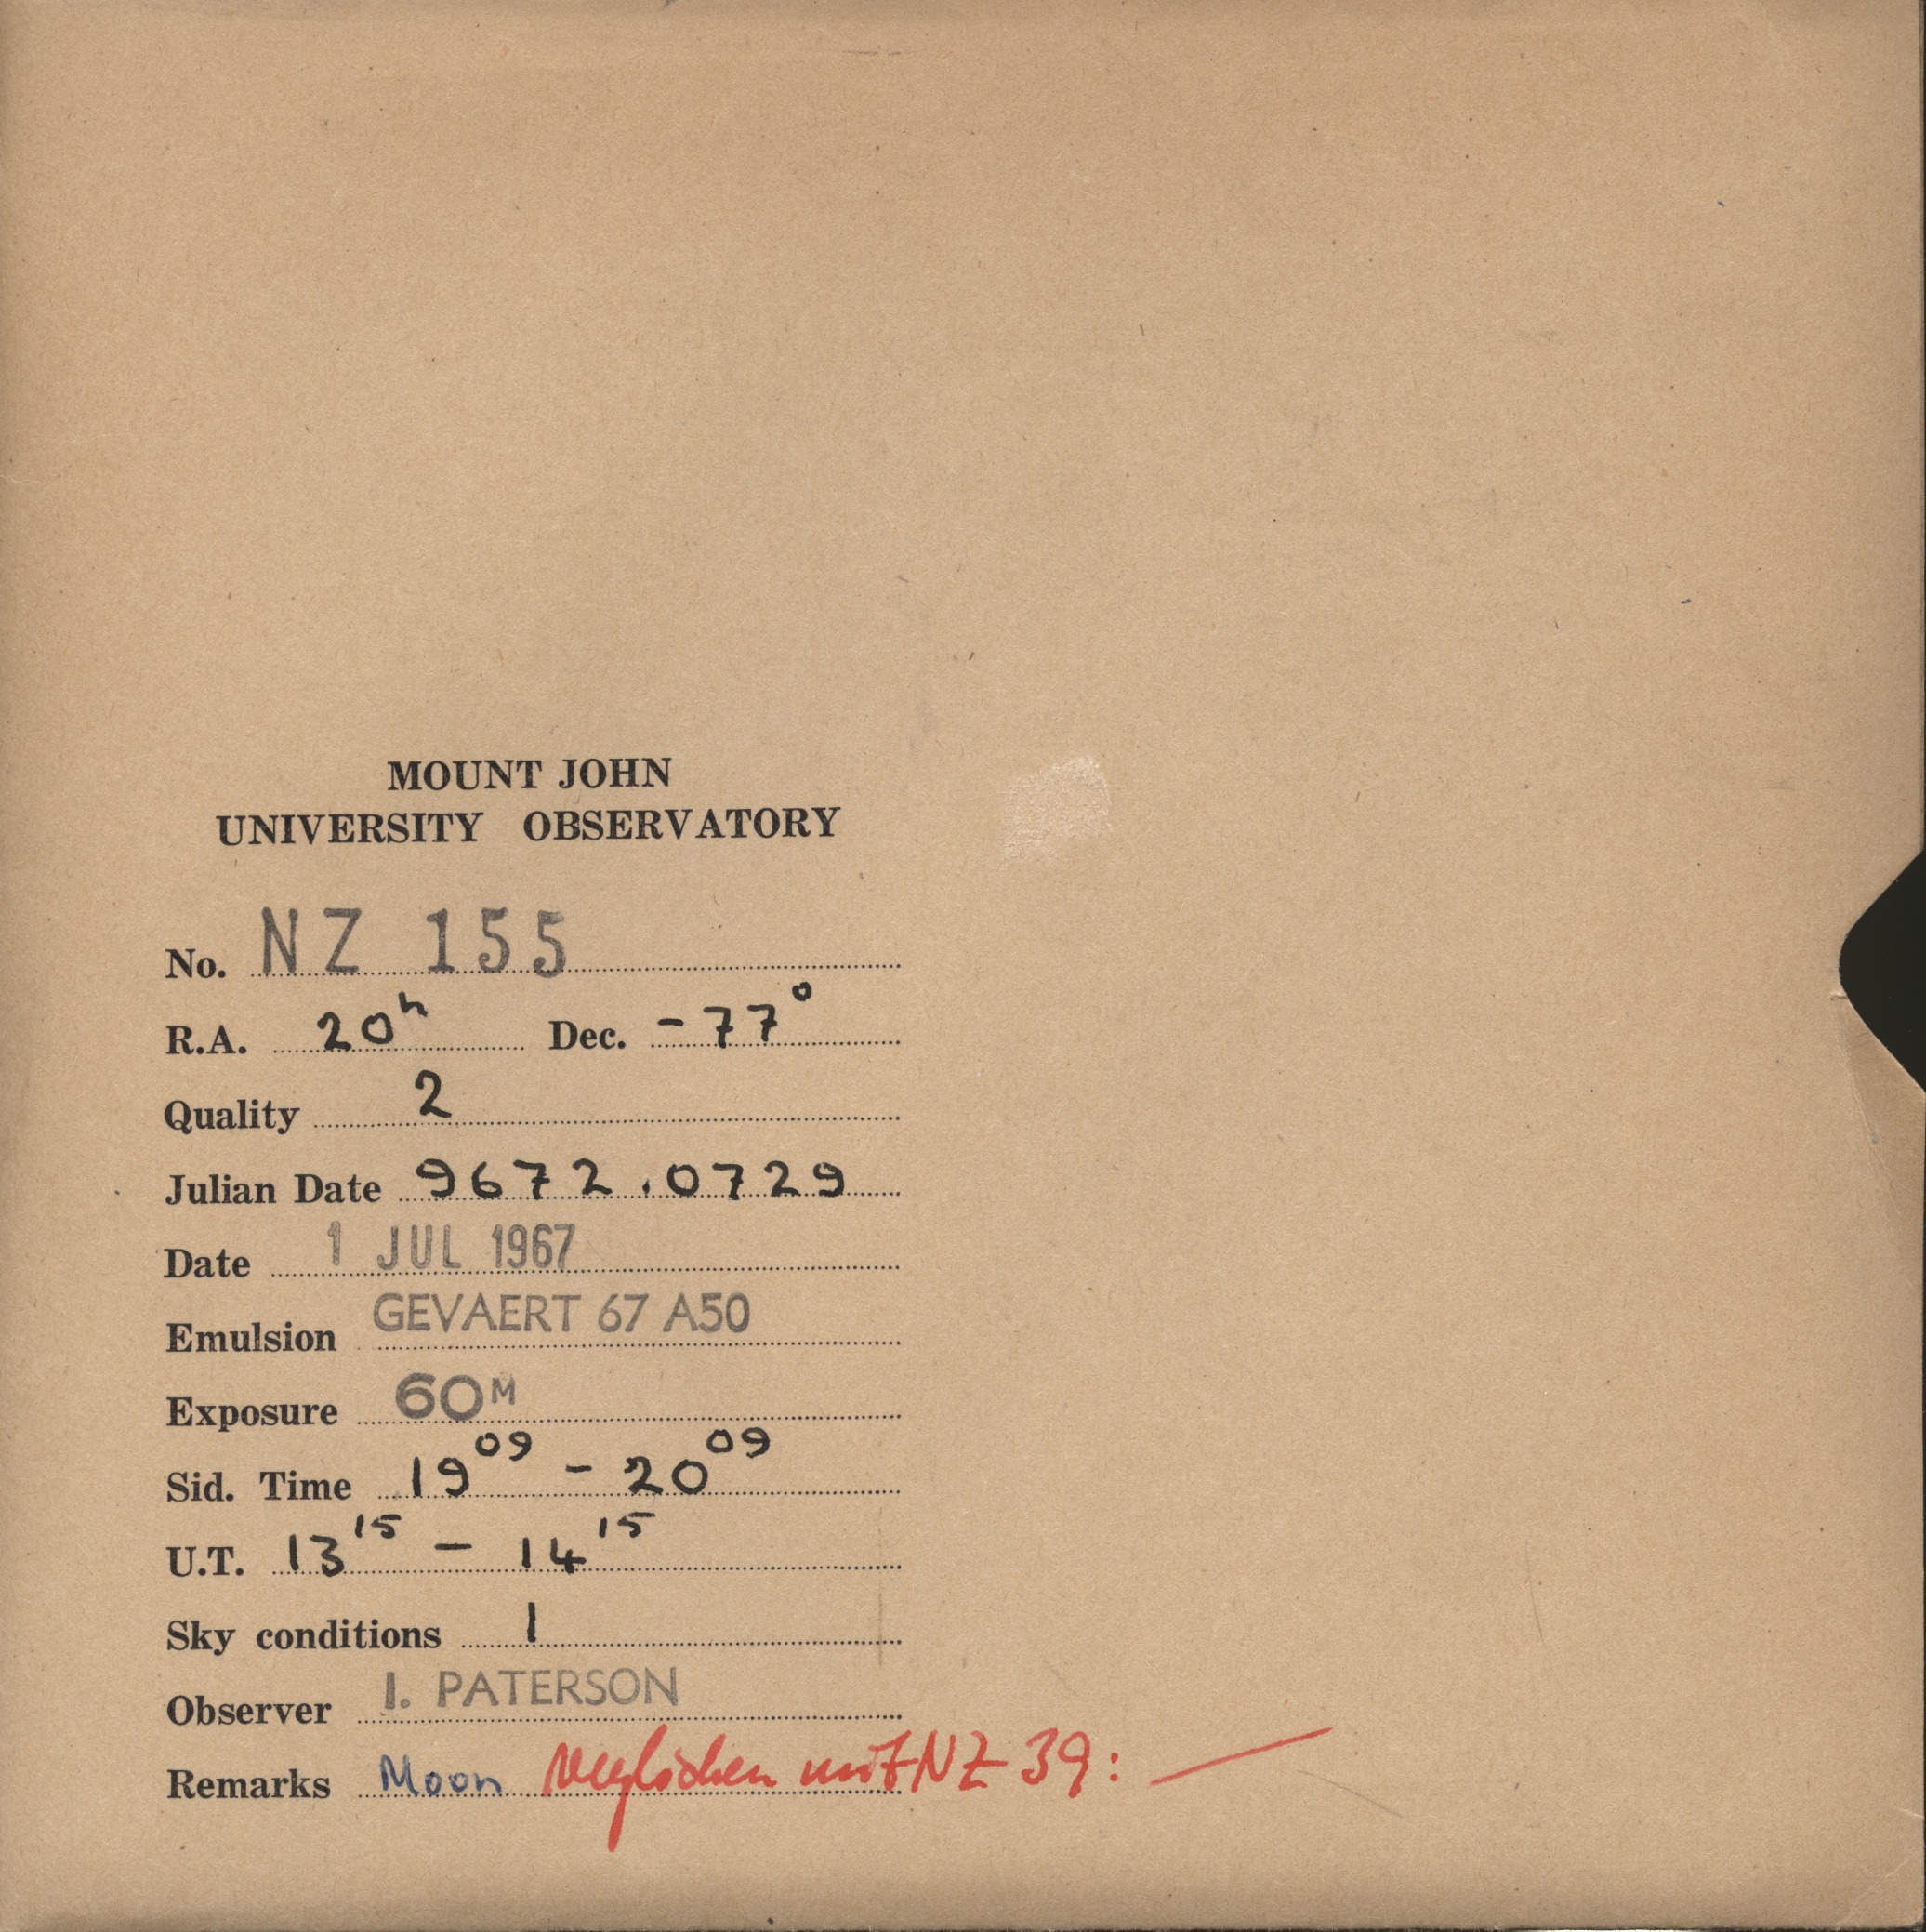 MOUNT JOHN
UNIVERSITY OBSERVATORY
No. NZ 155
R.A. 20h Dec. -77°
Quality 2
Julian Date 9672.0729
Date 1 JUL 1967
Emulsion GEVAERT 67 A50
Exposure 60M
Sid. Time 19 09 - 20 09
U.T. 13 15 - 14 15
Sky conditions 1
Observer I. PATERSON
Remarks Moon verglichen mit NZ 39: —